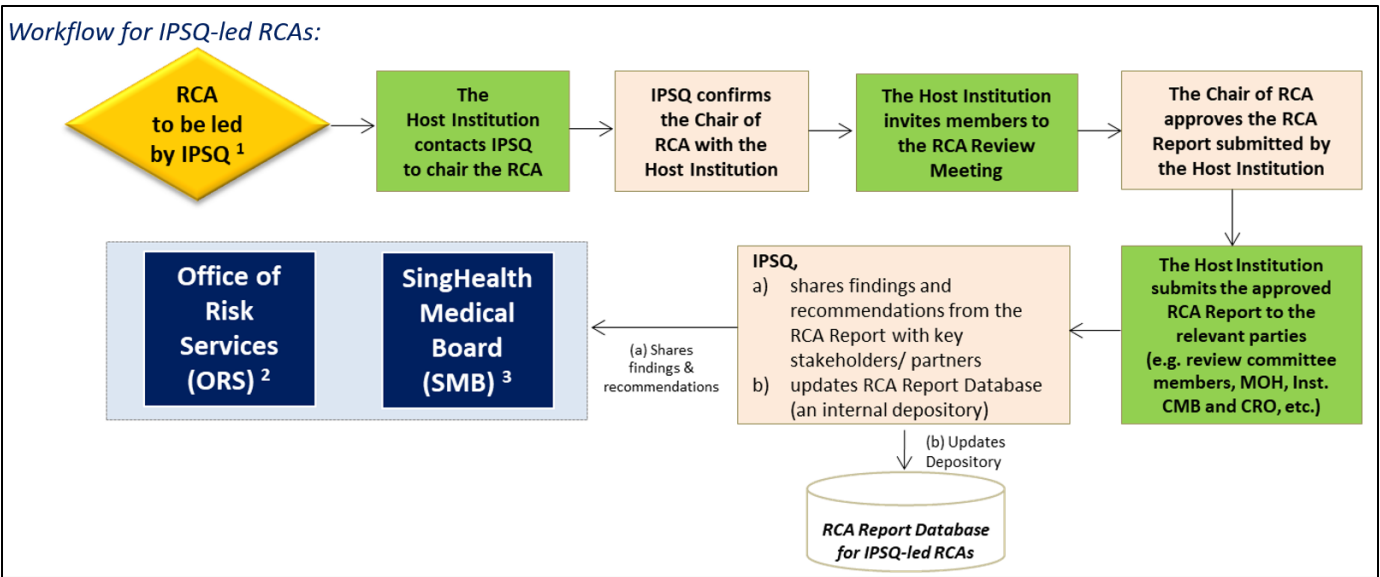 Workflow for IPSQ-led RCAs:
RCA
to be led
by IPSQ 1
The
Host Institution
contacts IPSQ
to chair the RCA
IPSQ confirms
the Chair of
RCA with the
Host Institution
The Host Institution
invites members to
the RCA Review
Meeting
The Chair of RCA
approves the RCA
Report submitted by
the Host Institution
The Host Institution
submits the approved
RCA Report to the
relevant parties
(e.g. review committee
members, MOH, Inst.
CMB and CRO, etc.)
IPSQ,
a) shares findings and
recommendations from the
RCA Report with key
stakeholders/ partners
b) updates RCA Report Database
(an internal depository)
(a) Shares
findings &
recommendations
SingHealth
Medical
Board
(SMB) 3
Office of
Risk
Services
(ORS) 2
(b) Updates
Depository
RCA Report Database
for IPSQ-led RCAs